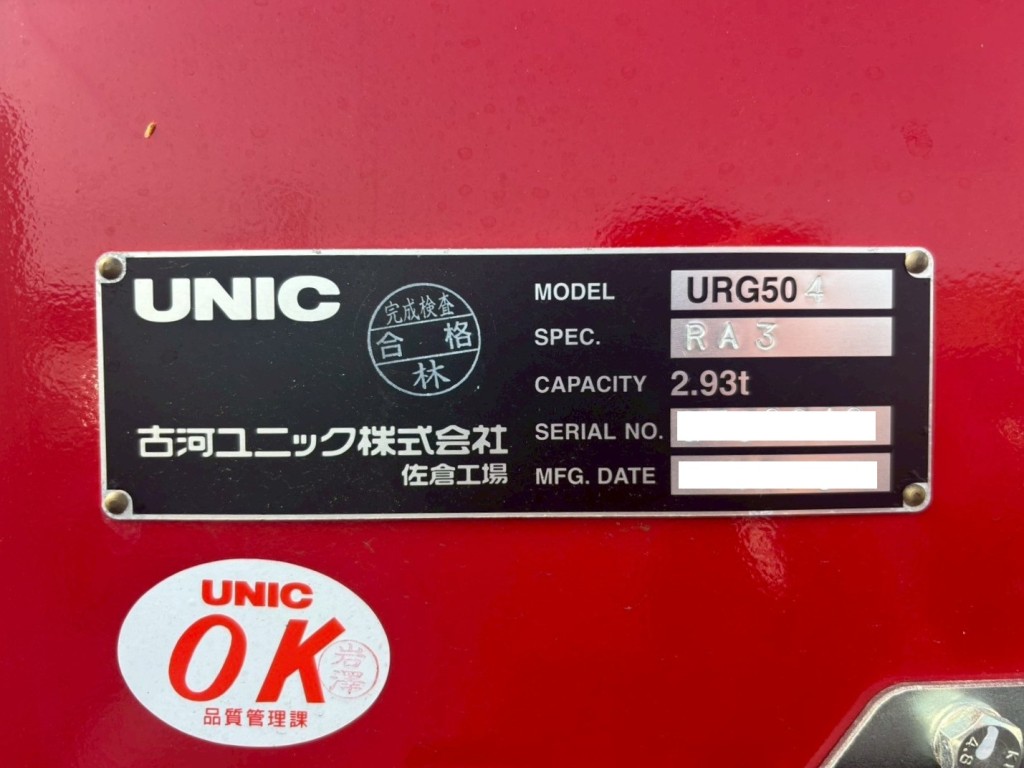 UNIC
完成検査
合格
林
古河ユニック株式会社
佐倉工場
MODEL URG504
SPEC. RA3
CAPACITY 2.93t
SERIAL NO.
MFG. DATE
UNIC
OK
岩澤
品質管理課
4.8